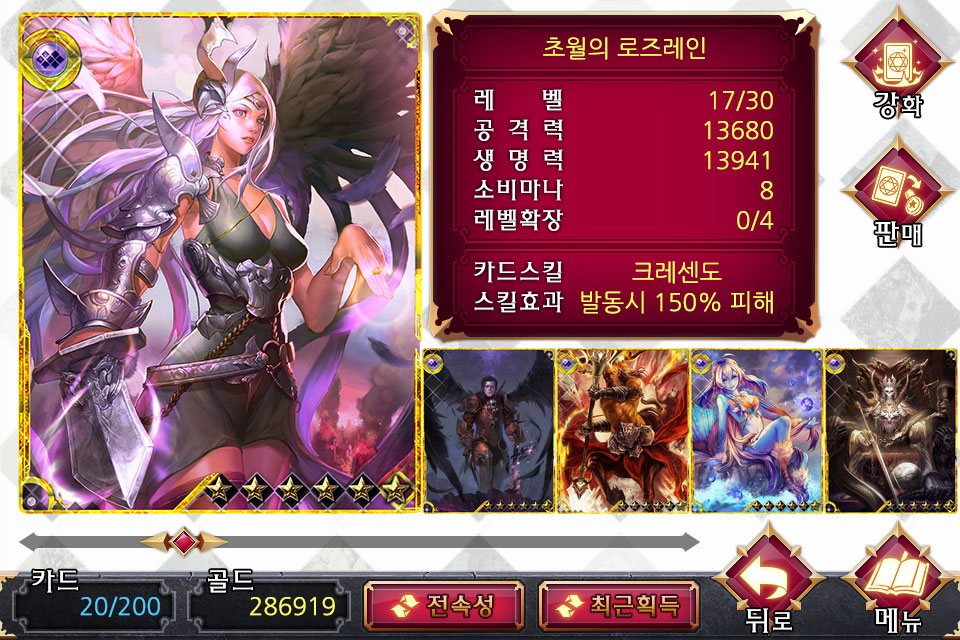 초월의 로즈레인
레 벨 17/30
공 격 력 13680
생 명 력 13941
소비마나 8
레벨확장 0/4
카드스킬 크레센도
스킬효과 발동시 150% 피해
강화
판매
카드 20/200
골드 286919
전속성
최근획득
뒤로
메뉴